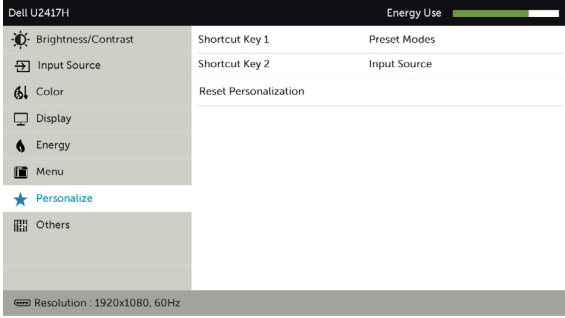 Dell U2417H Energy Use
Brightness/Contrast
Shortcut Key 1 Preset Modes
Input Source
Shortcut Key 2 Input Source
Color
Reset Personalization
Display
Energy
Menu
Personalize
Others
Resolution : 1920x1080, 60Hz